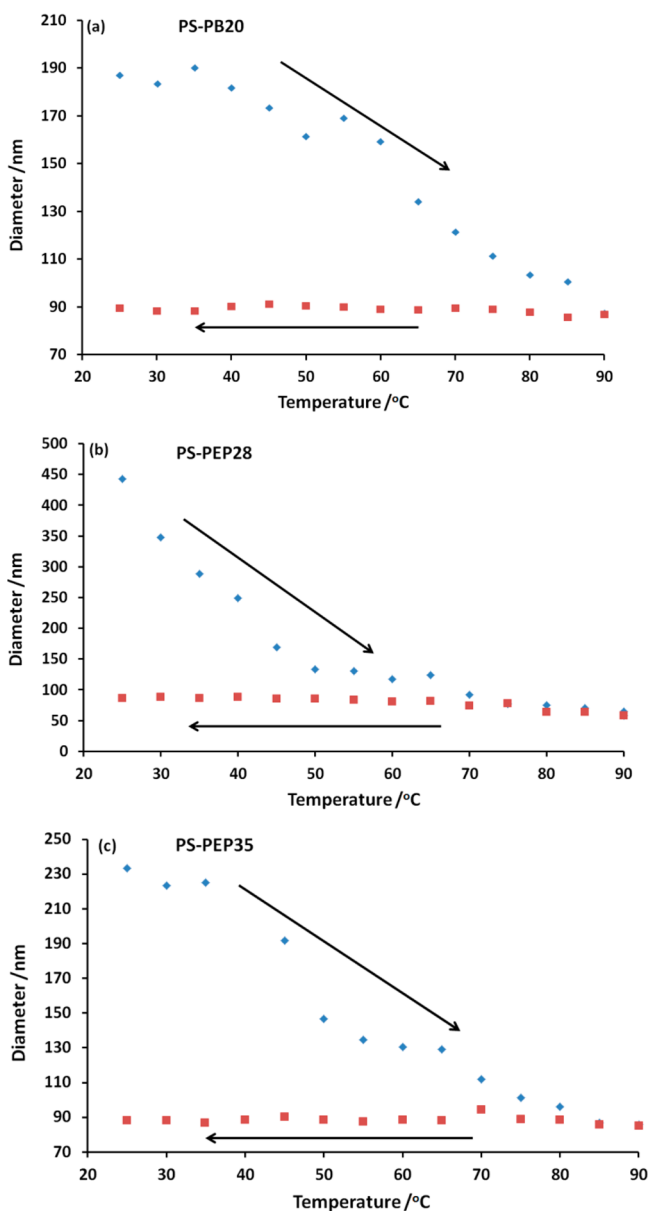 (a) PS-PB20
210
190
170
150
130
110
90
70
Diameter /nm
20 30 40 50 60 70 80 90
Temperature /°C
(b) PS-PEP28
500
450
400
350
300
250
200
150
100
50
0
Diameter /nm
20 30 40 50 60 70 80 90
Temperature /°C
(c) PS-PEP35
250
230
210
190
170
150
130
110
90
70
Diameter /nm
20 30 40 50 60 70 80 90
Temperature /°C